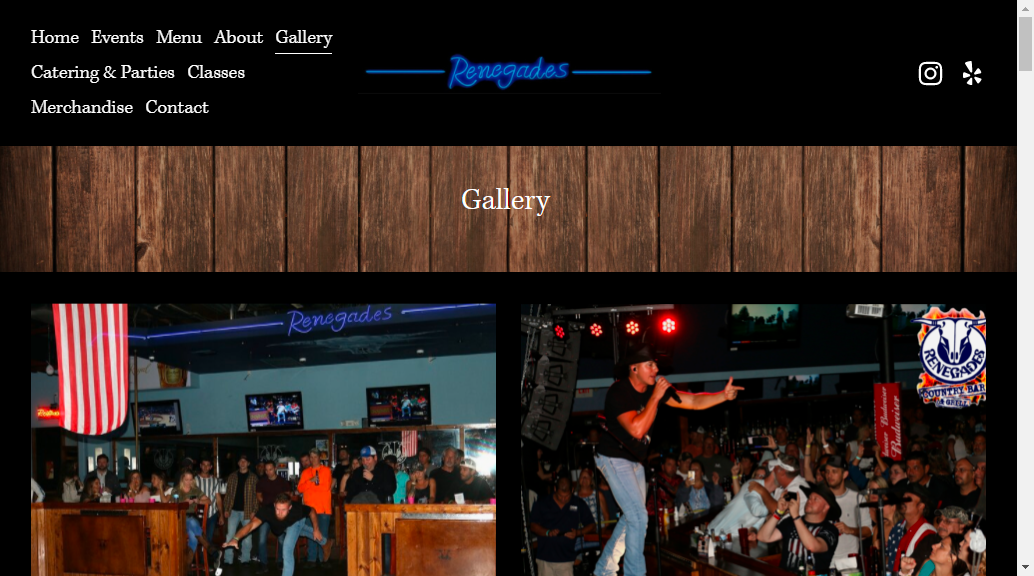 Home Events Menu About Gallery
Catering & Parties Classes
Merchandise Contact
Renegades
Gallery
Renegades
RENEGADES
COUNTRY BAR
& GRILL
Budweiser